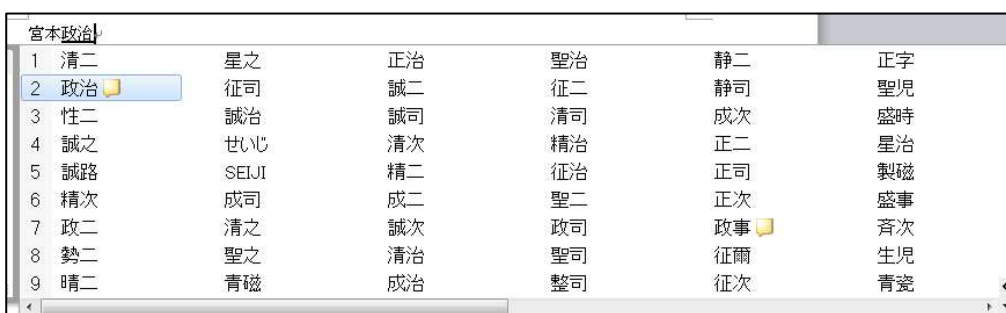 宮本政治
1 清二 星之 正治 聖治 静二 正字
2 政治 征司 誠二 征二 静司 聖児
3 性二 誠治 誠司 清司 成次 盛時
4 誠之 せいじ 清次 精治 正二 星治
5 誠路 SEIJI 精二 征治 正司 製磁
6 精次 成司 成二 聖二 正次 盛事
7 政二 清之 誠次 政司 政事 斉次
8 勢二 聖之 清治 聖司 征爾 生児
9 晴二 青磁 成治 整司 征次 青瓷